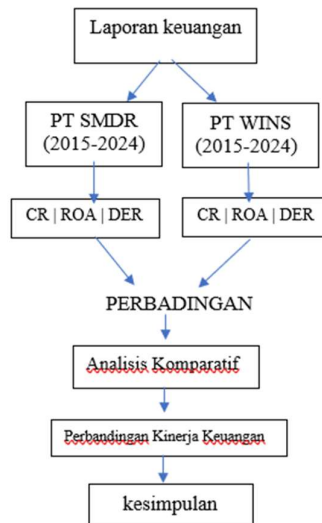 Laporan keuangan
PT SMDR
(2015-2024)
PT WINS
(2015-2024)
CR | ROA | DER
CR | ROA | DER
PERBADINGAN
Analisis Komparatif
Perbandingan Kinerja Keuangan
kesimpulan